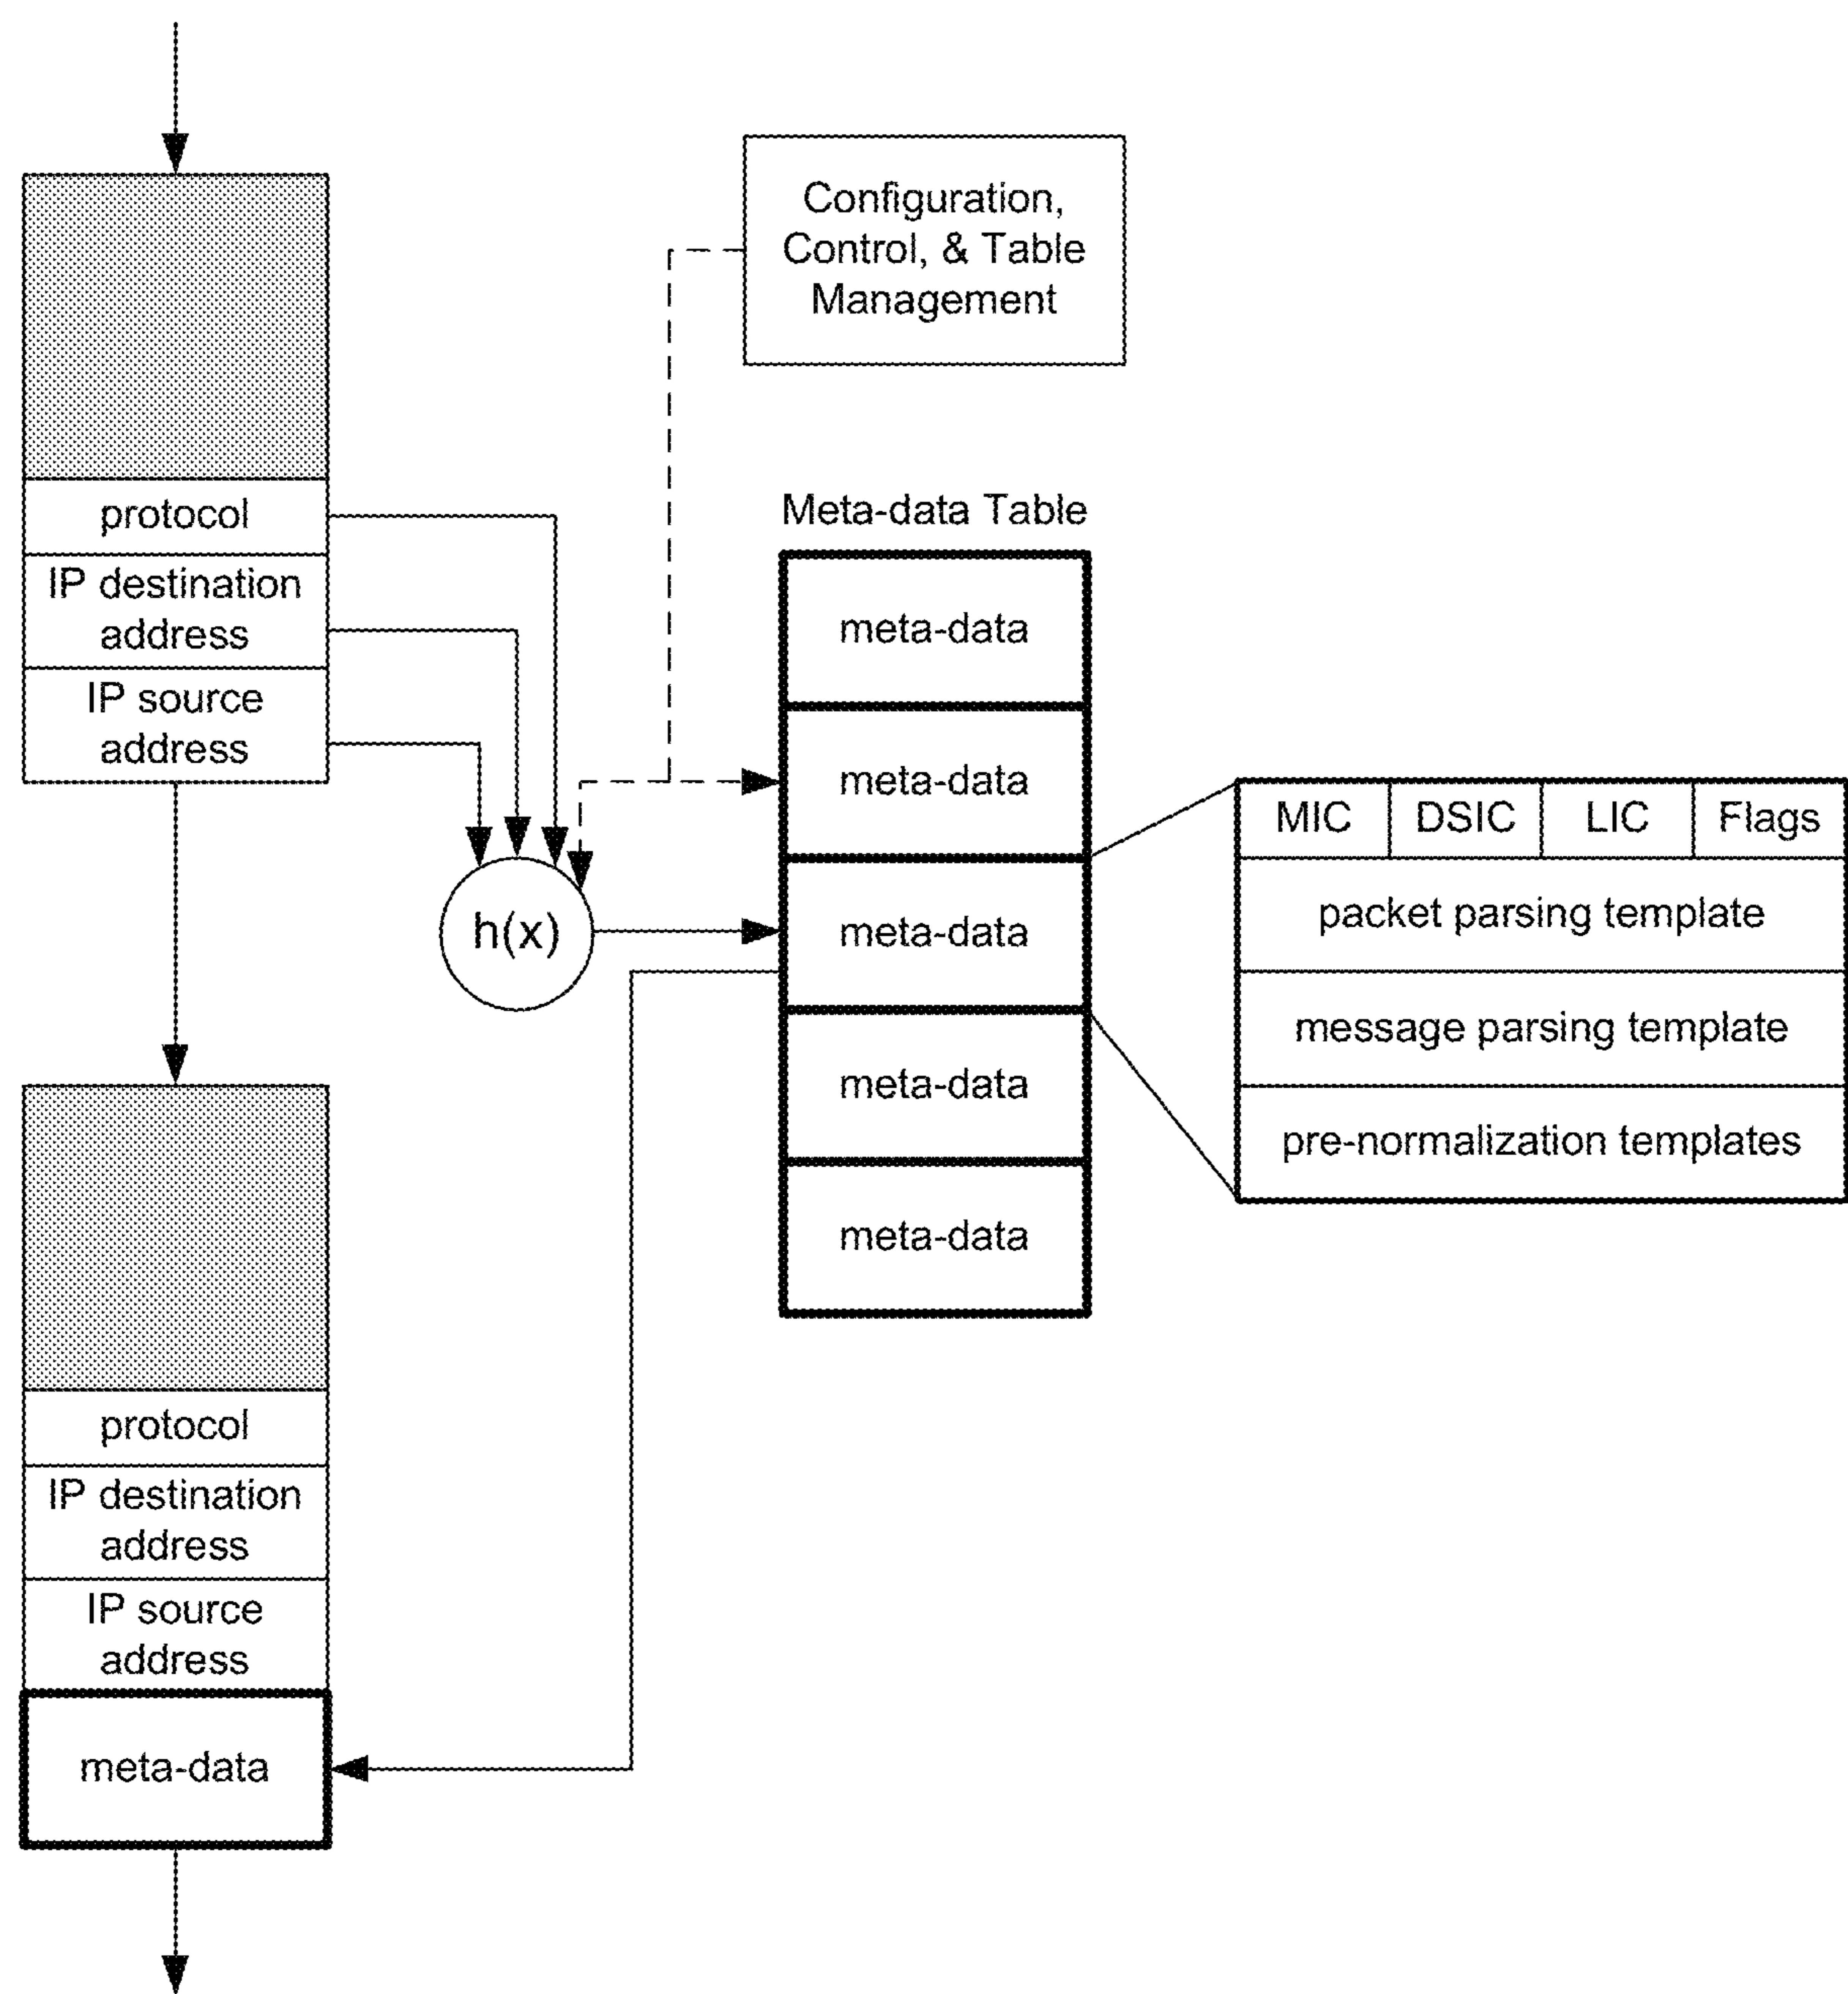 Configuration,
Control, & Table
Management
protocol
IP destination
address
IP source
address
h(x)
Meta-data Table
meta-data
meta-data
meta-data
meta-data
meta-data
MIC DSIC LIC Flags
packet parsing template
message parsing template
pre-normalization templates
protocol
IP destination
address
IP source
address
meta-data